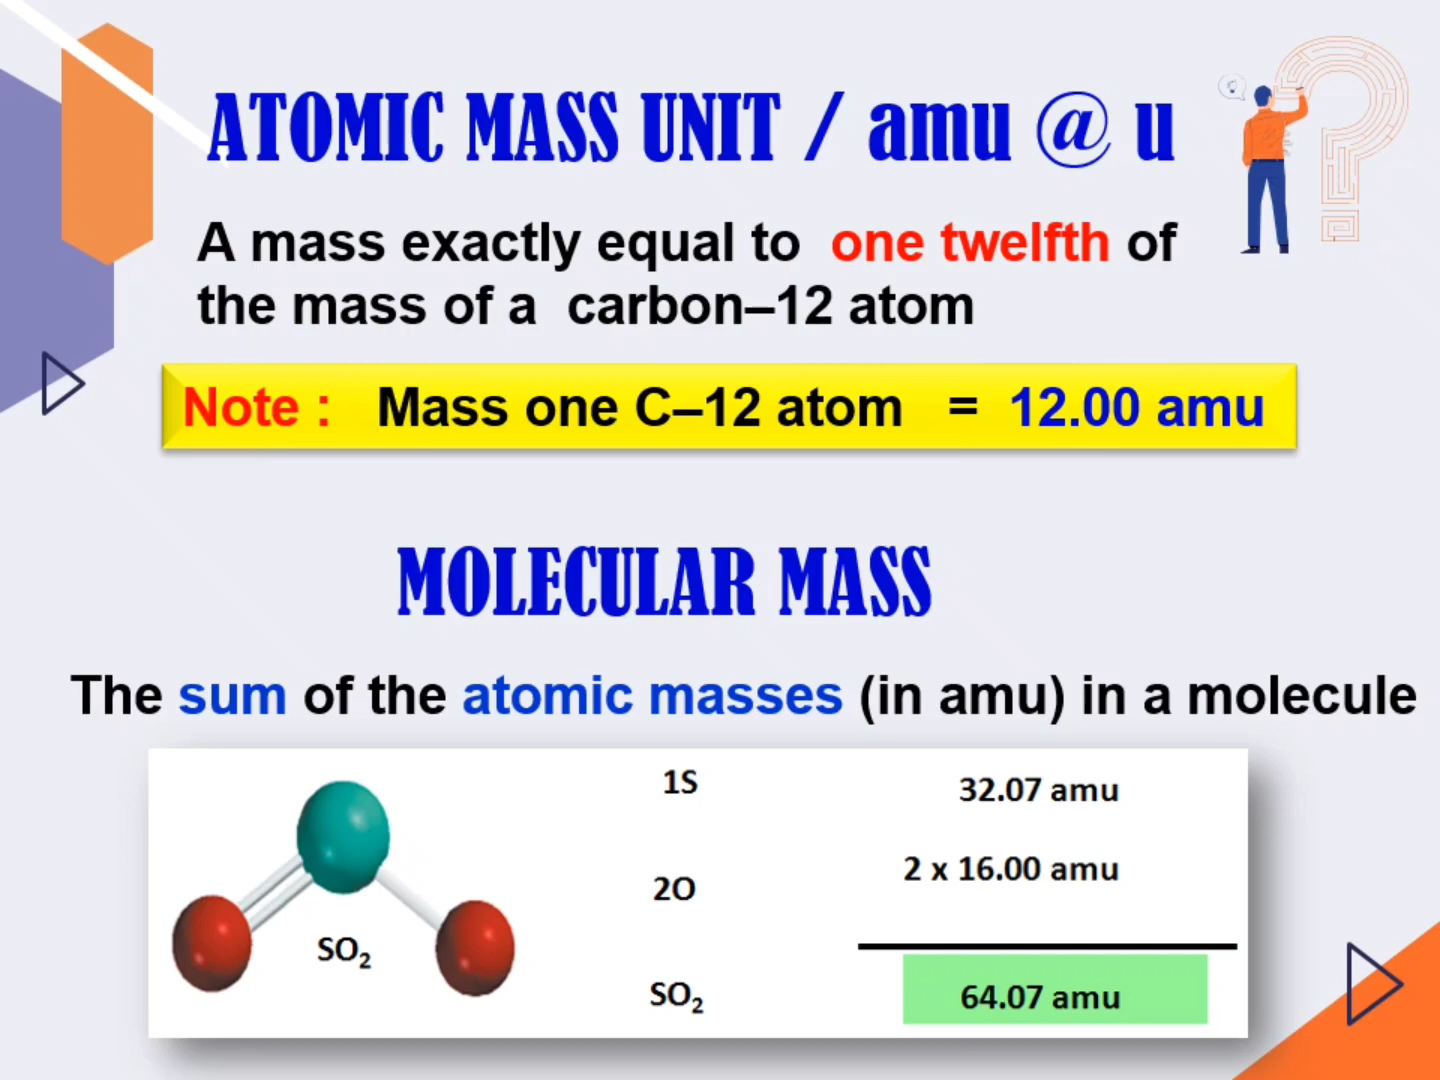 ATOMIC MASS UNIT / amu @ u
A mass exactly equal to one twelfth of
the mass of a carbon–12 atom
Note : Mass one C–12 atom = 12.00 amu
MOLECULAR MASS
The sum of the atomic masses (in amu) in a molecule
1S 32.07 amu
2O 2 x 16.00 amu
SO₂
SO₂ 64.07 amu